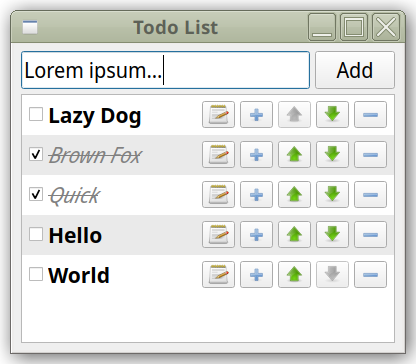 Todo List
Lorem ipsum... Add
Lazy Dog
Brown Fox
Quick
Hello
World